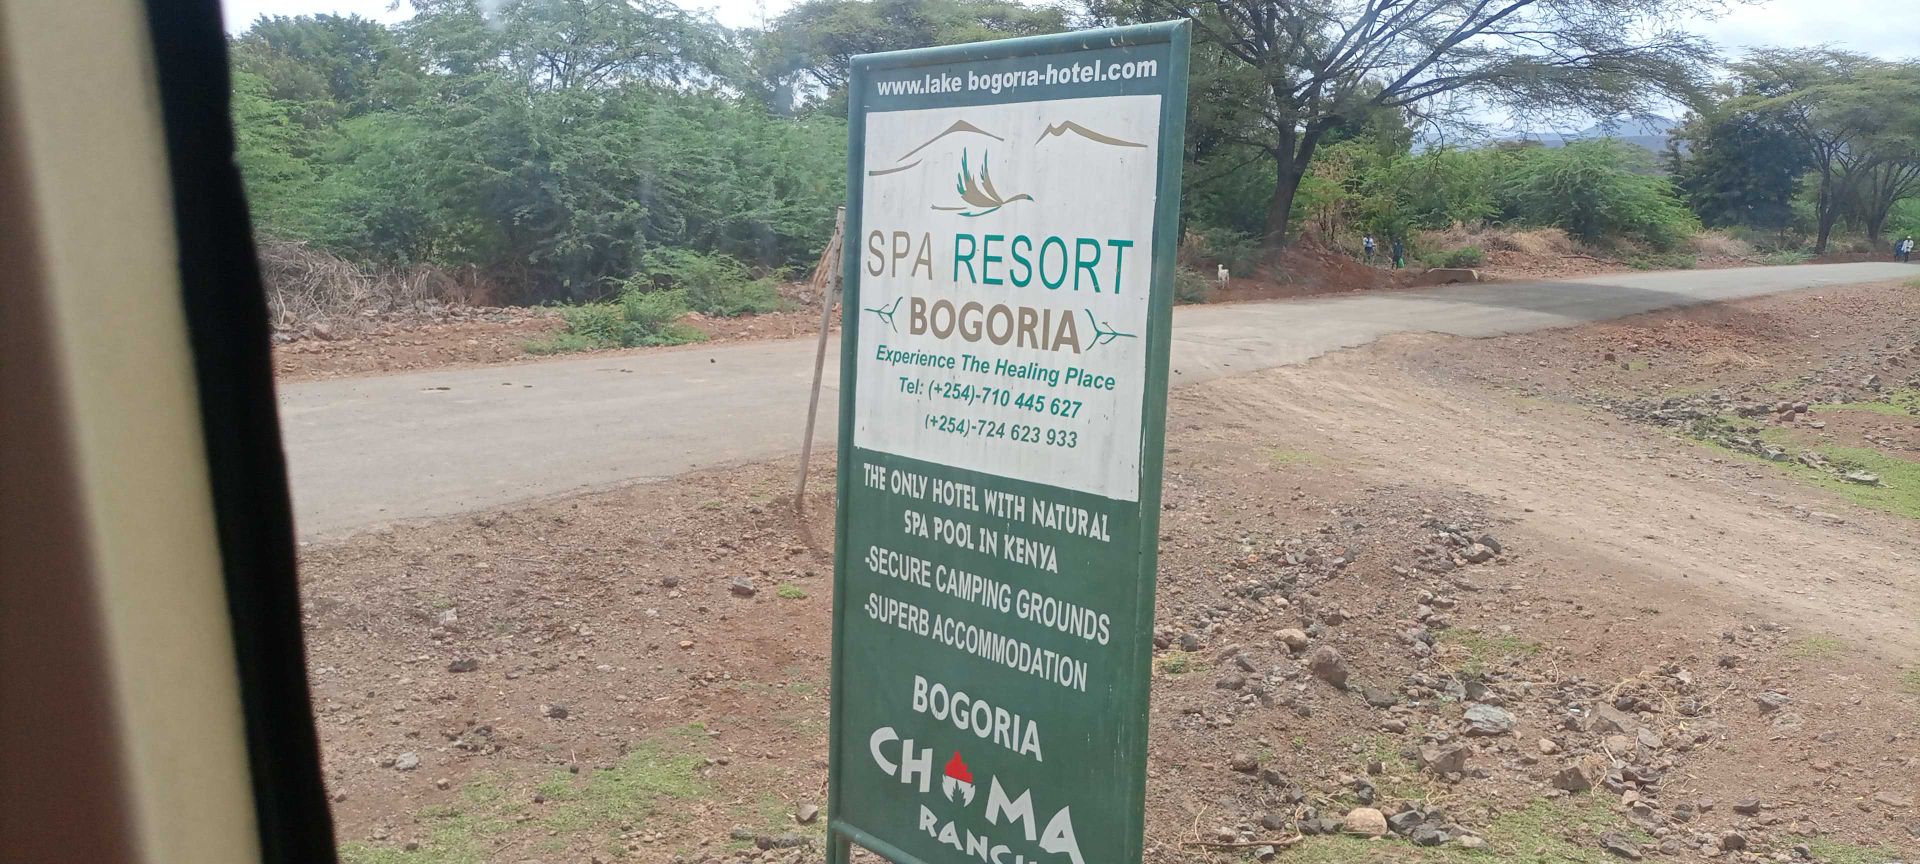 www.lake bogoria-hotel.com
SPA RESORT
BOGORIA
Experience The Healing Place
Tel: (+254)-710 445 627
(+254)-724 623 933
THE ONLY HOTEL WITH NATURAL
SPA POOL IN KENYA
-SECURE CAMPING GROUNDS
-SUPERB ACCOMMODATION
BOGORIA
CHOMA
RANCH